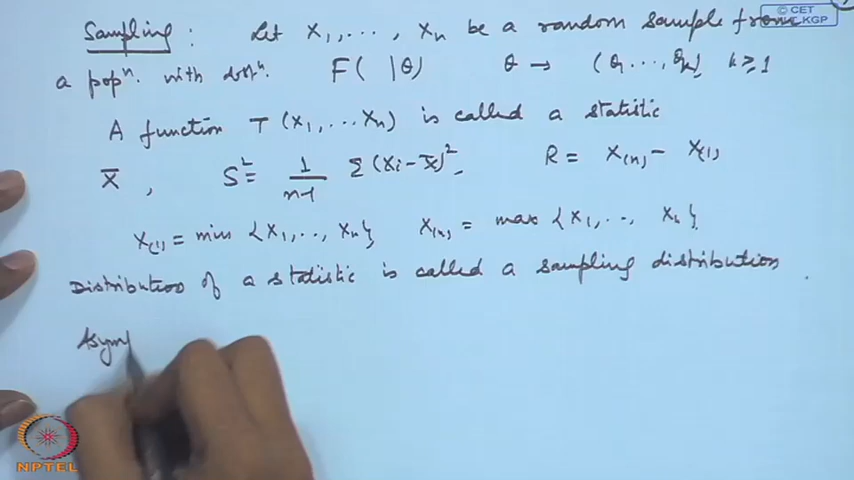 © CET
KGP
Sampling : Let X₁, ..., Xₙ be a random sample from
a popⁿ. with distⁿ. F( |θ) θ → (θ₁, ..., θₖ), k ≥ 1
A function T (X₁, ... Xₙ) is called a statistic
X̄ , S² = 1/(n-1) Σ (Xi - X̄)², R = X₍ₙ₎ - X₍₁₎
X₍₁₎ = min {X₁, .., Xₙ}, X₍ₙ₎ = max {X₁, .., Xₙ}.
Distribution of a statistic is called a sampling distribution .
Asym
NPTEL